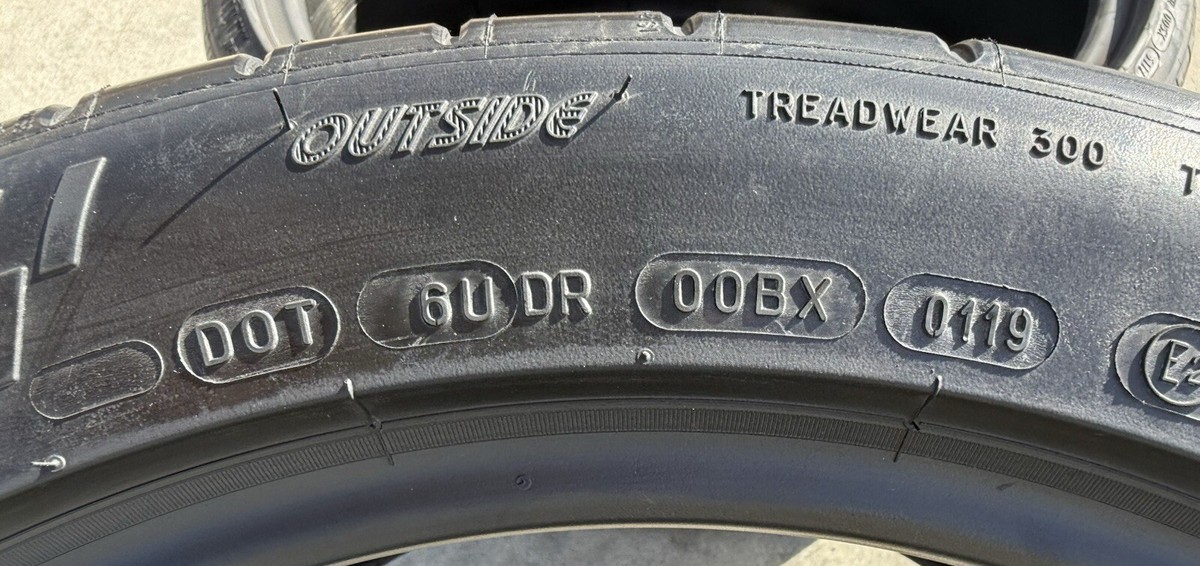 OUTSIDE
TREADWEAR 300
DOT 6U DR 00BX 0119